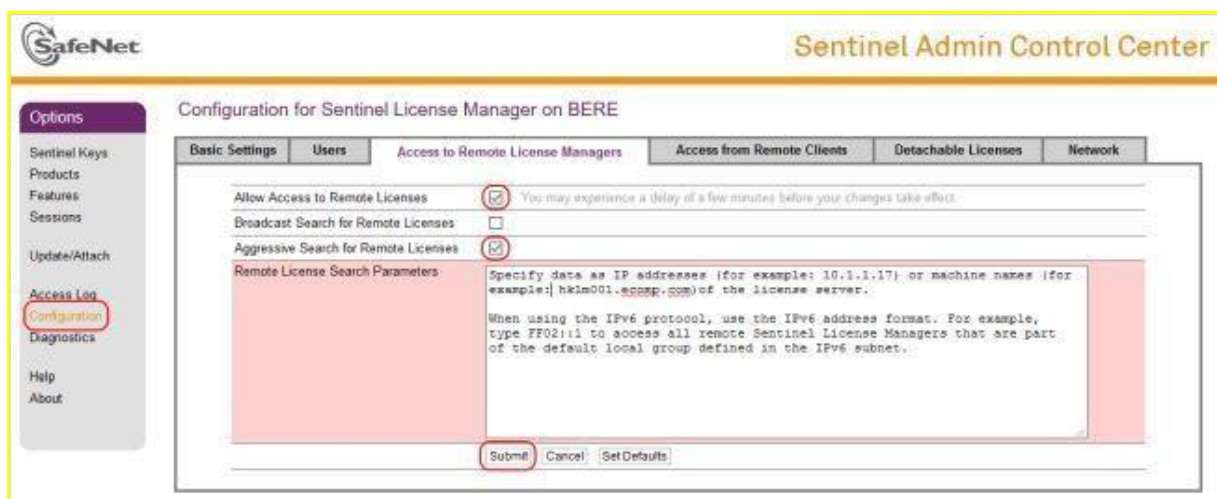 SafeNet
Sentinel Admin Control Center
Options
Sentinel Keys
Products
Features
Sessions
Update/Attach
Access Log
Configuration
Diagnostics
Help
About
Configuration for Sentinel License Manager on BERE
Basic Settings Users Access to Remote License Managers Access from Remote Clients Detachable Licenses Network
Allow Access to Remote Licenses You may experience a delay of a few minutes before your changes take effect.
Broadcast Search for Remote Licenses
Aggressive Search for Remote Licenses
Remote License Search Parameters
Specify data as IP addresses (for example: 10.1.1.17) or machine names (for
example: hklm001.ecomp.com)of the license server.
When using the IPv6 protocol, use the IPv6 address format. For example,
type FF02::1 to access all remote Sentinel License Managers that are part
of the default local group defined in the IPv6 subnet.
Submit Cancel Set Defaults